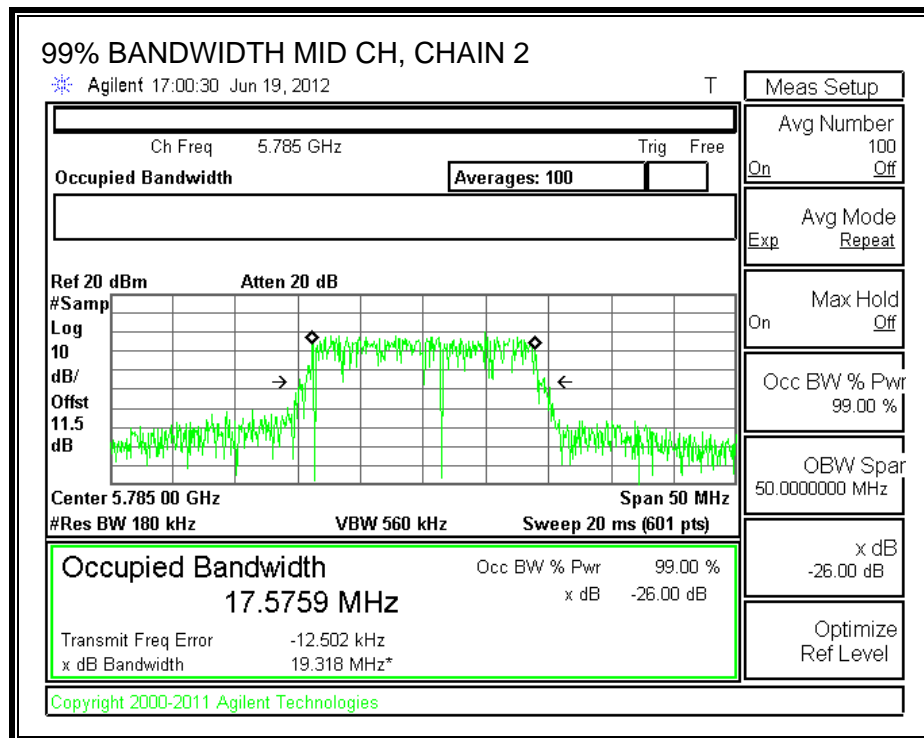 99% BANDWIDTH MID CH, CHAIN 2
Agilent 17:00:30 Jun 19, 2012 T
Meas Setup
Ch Freq 5.785 GHz Trig Free
Occupied Bandwidth Averages: 100
Ref 20 dBm Atten 20 dB
#Samp
Log
10
dB/
Offst
11.5
dB
Center 5.785 00 GHz Span 50 MHz
#Res BW 180 kHz VBW 560 kHz Sweep 20 ms (601 pts)
Occupied Bandwidth Occ BW % Pwr 99.00 %
17.5759 MHz x dB -26.00 dB
Transmit Freq Error -12.502 kHz
x dB Bandwidth 19.318 MHz*
Copyright 2000-2011 Agilent Technologies
Avg Number
100
On Off
Avg Mode
Exp Repeat
Max Hold
On Off
Occ BW % Pwr
99.00 %
OBW Span
50.0000000 MHz
x dB
-26.00 dB
Optimize
Ref Level